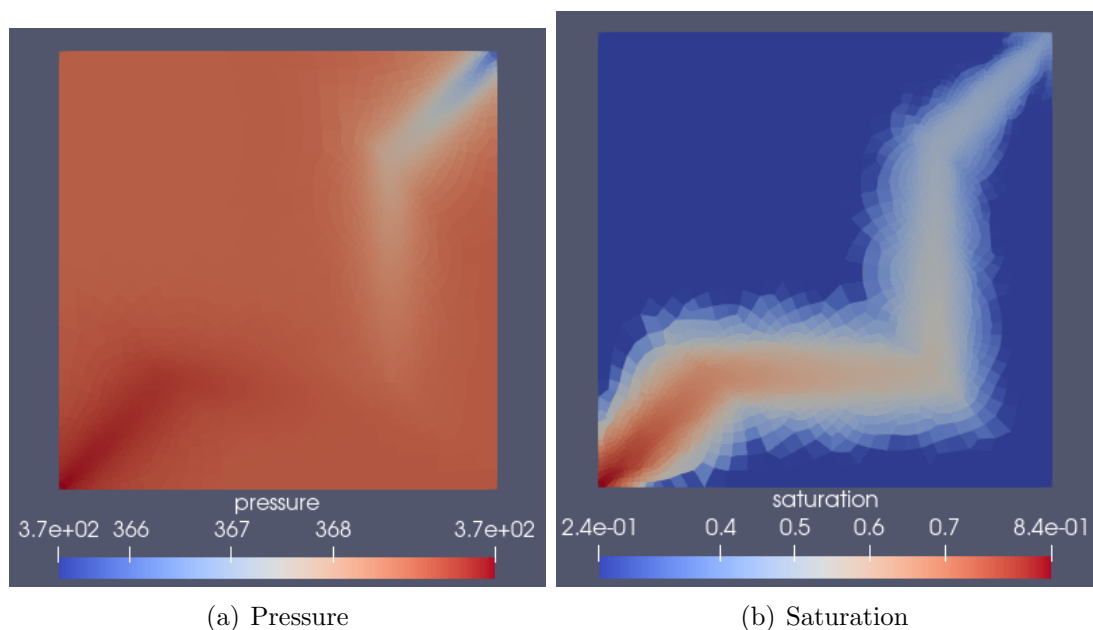 pressure
3.7e+02 366 367 368 3.7e+02
saturation
2.4e-01 0.4 0.5 0.6 0.7 8.4e-01
(a) Pressure
(b) Saturation